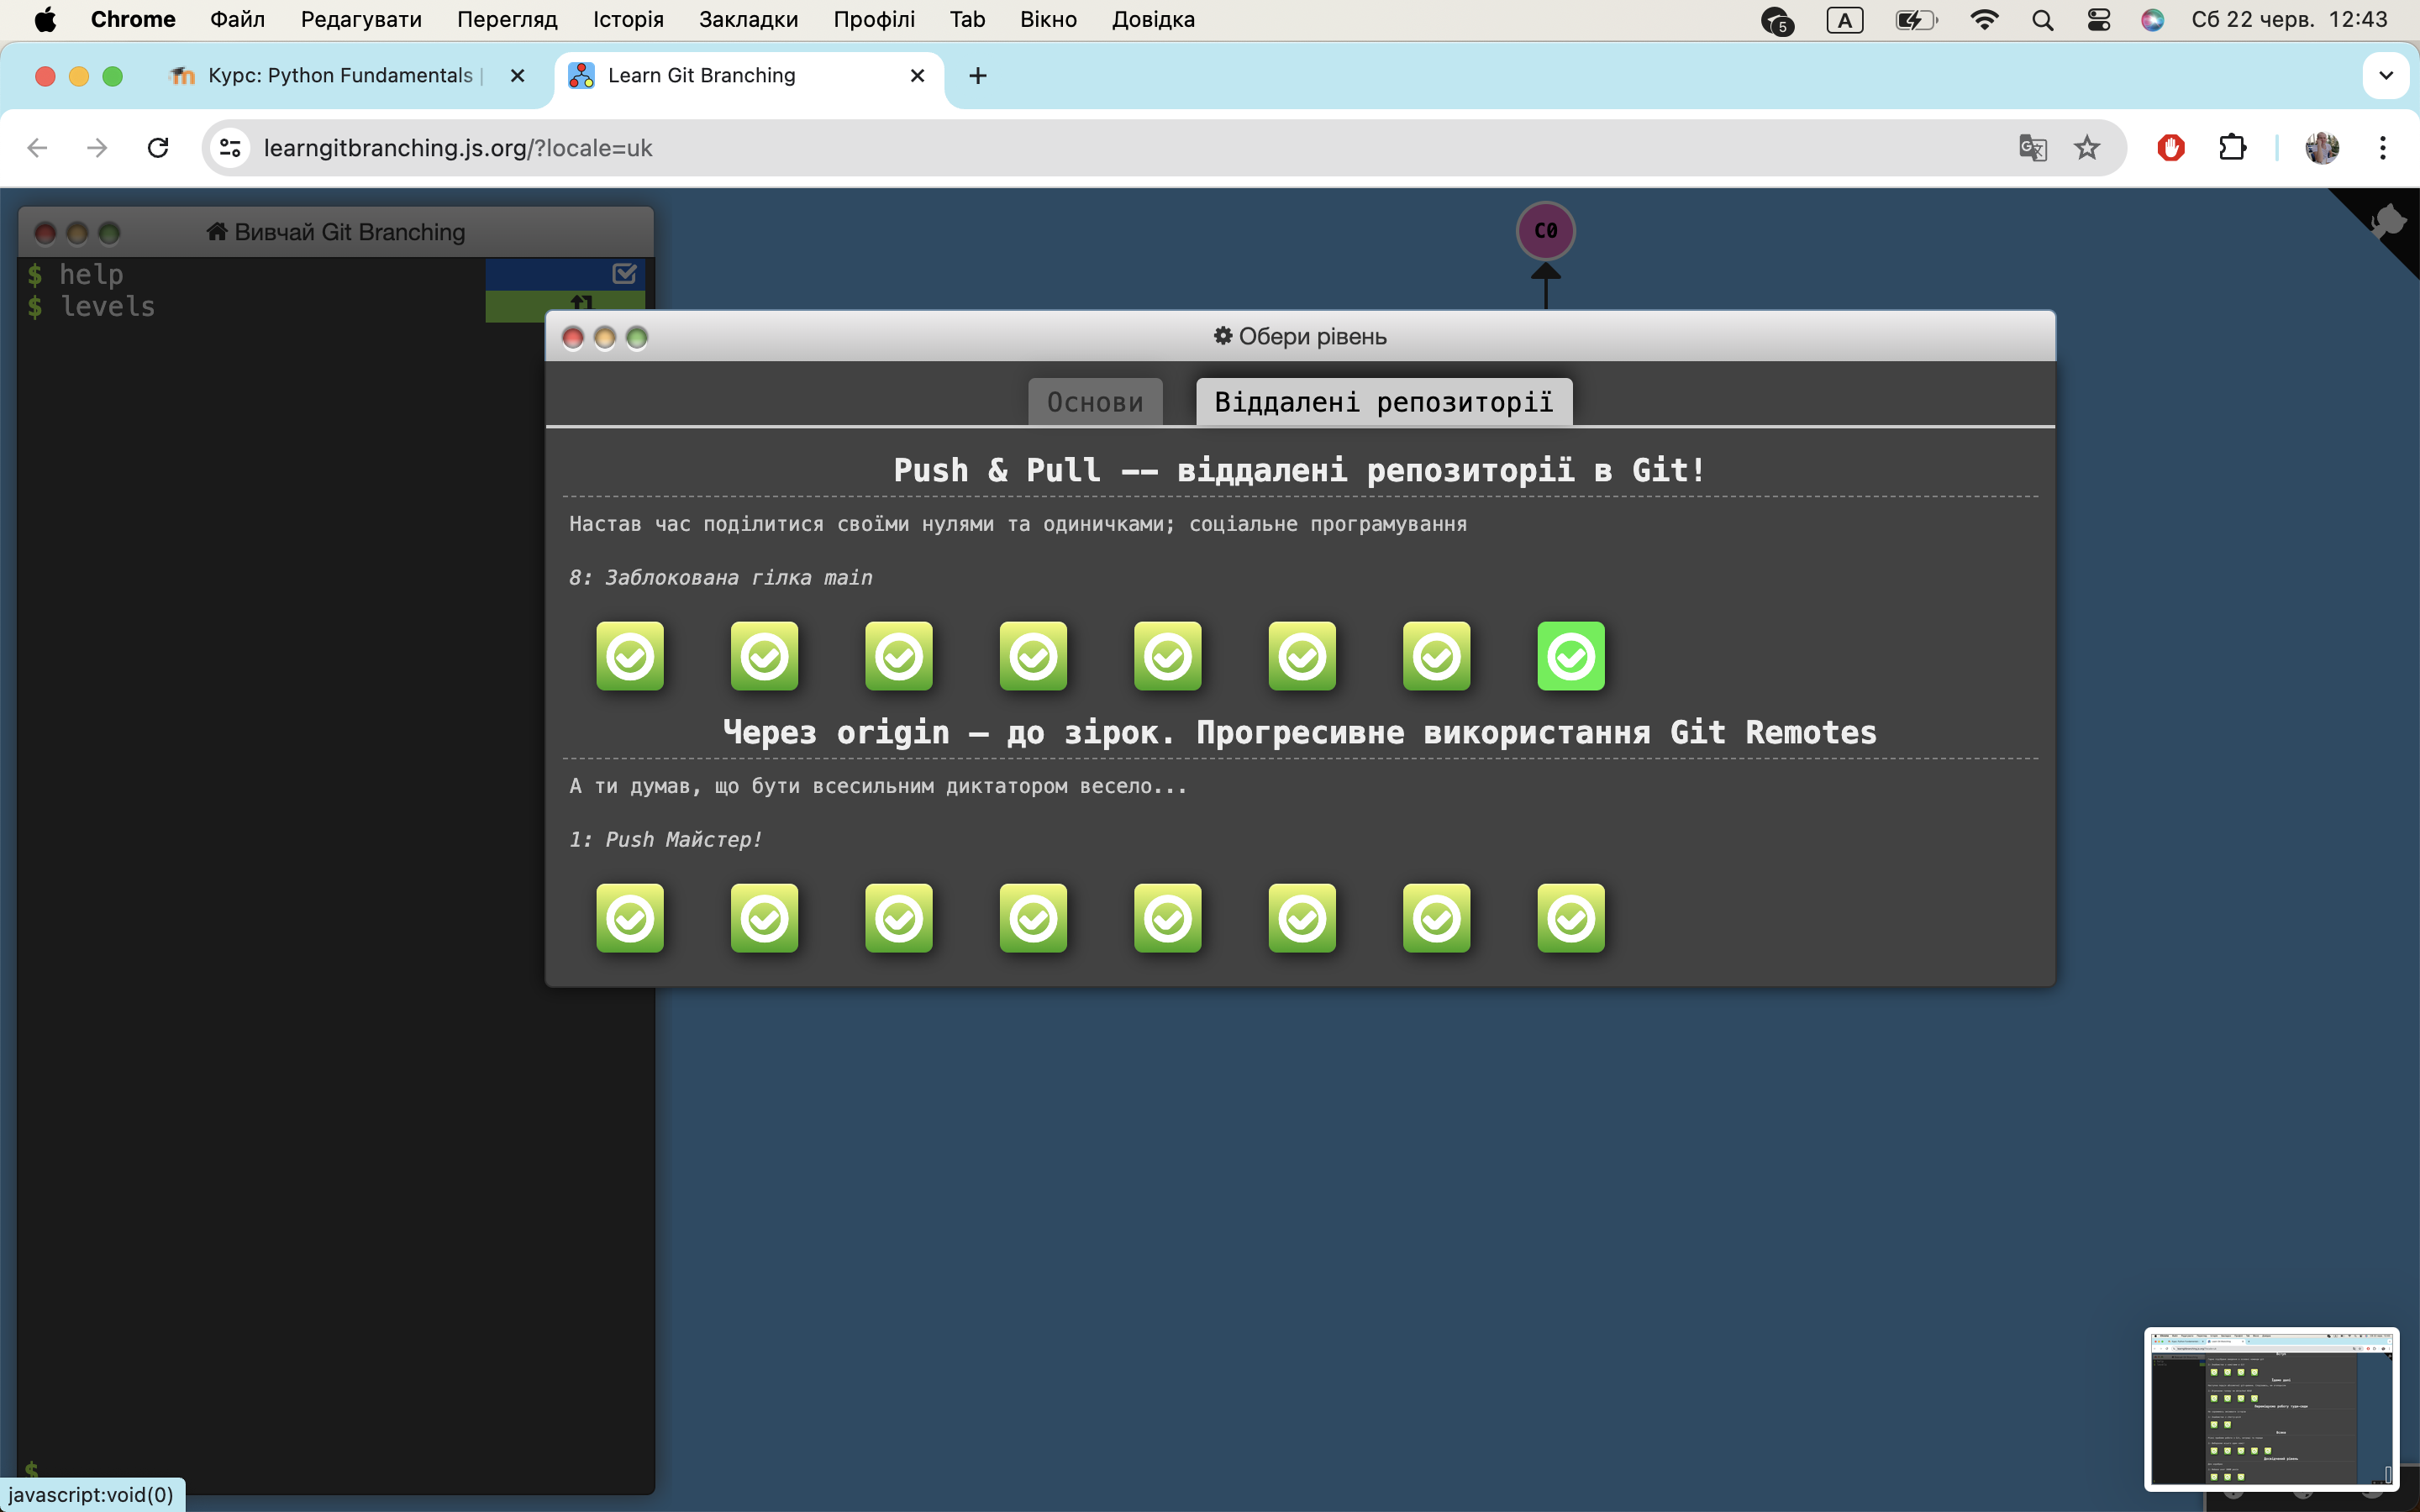 Chrome Файл Редагувати Перегляд Історія Закладки Профілі Tab Вікно Довідка 5 A Сб 22 черв. 12:43
Курс: Python Fundamentals | Learn Git Branching
learngitbranching.js.org/?locale=uk
Вивчай Git Branching
C0
$ help
$ levels
Обери рівень
Основи Віддалені репозиторії
Push & Pull –– віддалені репозиторії в Git!
Настав час поділитися своїми нулями та одиничками; соціальне програмування
8: Заблокована гілка main
Через origin – до зірок. Прогресивне використання Git Remotes
А ти думав, що бути всесильним диктатором весело...
1: Push Майстер!
$
javascript:void(0)